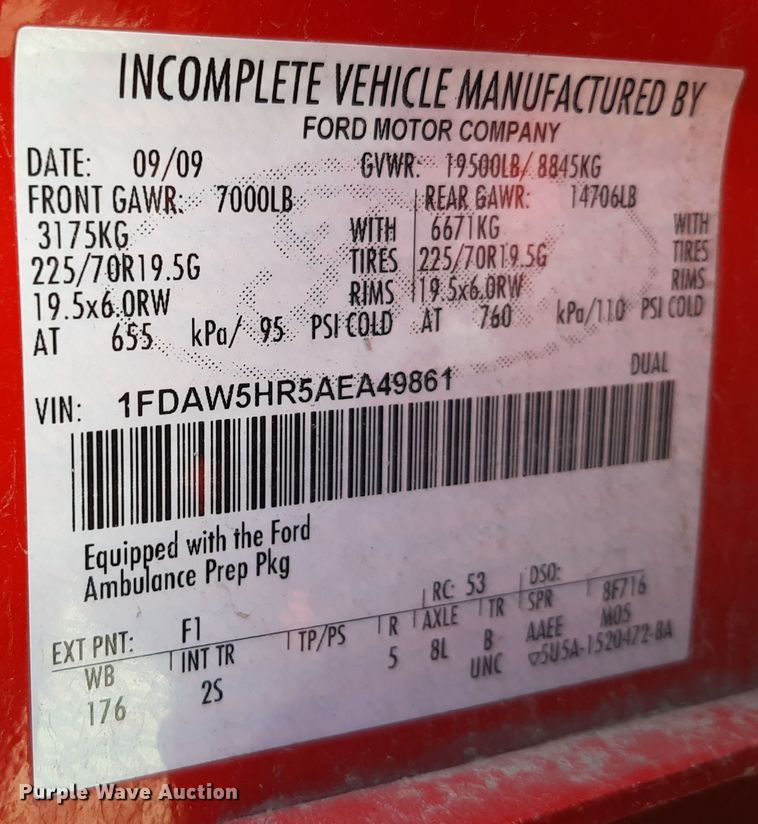 INCOMPLETE VEHICLE MANUFACTURED BY
FORD MOTOR COMPANY
DATE: 09/09 GVWR: 19500LB/ 8845KG
FRONT GAWR: 7000LB REAR GAWR: 14706LB
3175KG WITH 6671KG WITH
225/70R19.5G TIRES 225/70R19.5G TIRES
19.5x6.0RW RIMS 19.5x6.0RW RIMS
AT 655 kPa/ 95 PSI COLD AT 760 kPa/110 PSI COLD
VIN: 1FDAW5HR5AEA49861 DUAL
Equipped with the Ford
Ambulance Prep Pkg
EXT PNT: F1 RC: 53 DSO:
WB INT TR TP/PS R AXLE TR SPR 8F716
176 2S 5 8L B AAEE M05
UNC ▽5U5A-1520472-BA
Purple Wave Auction